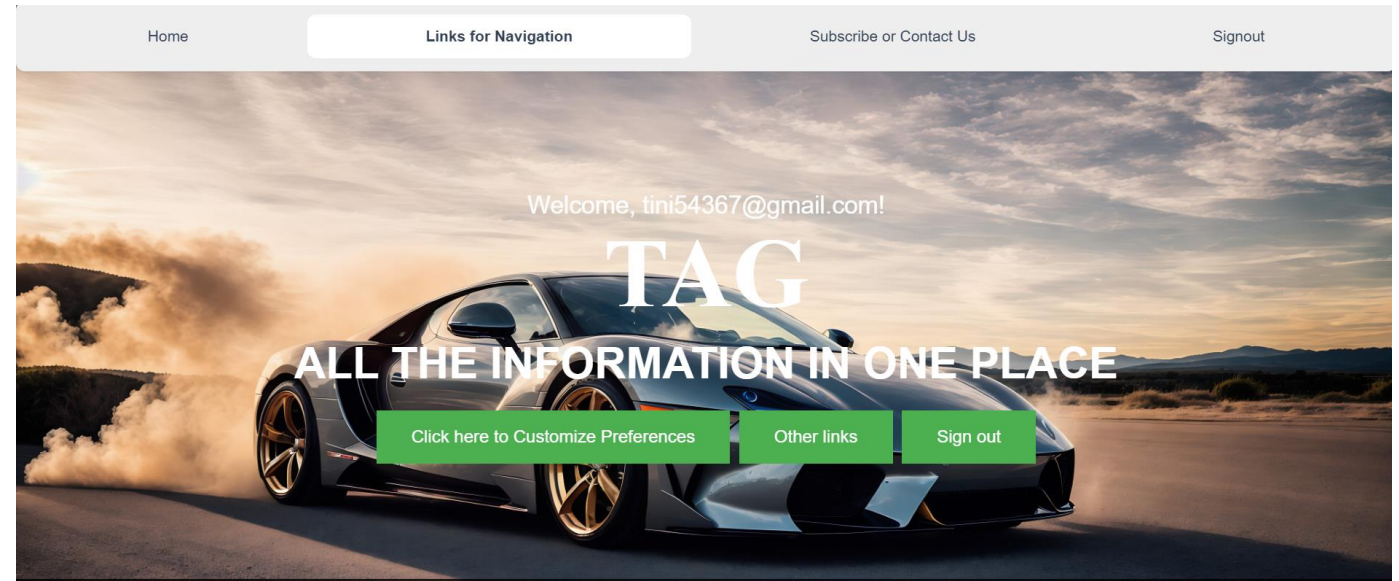 Home Links for Navigation Subscribe or Contact Us Signout
Welcome, tini54367@gmail.com!
TAG
ALL THE INFORMATION IN ONE PLACE
Click here to Customize Preferences Other links Sign out